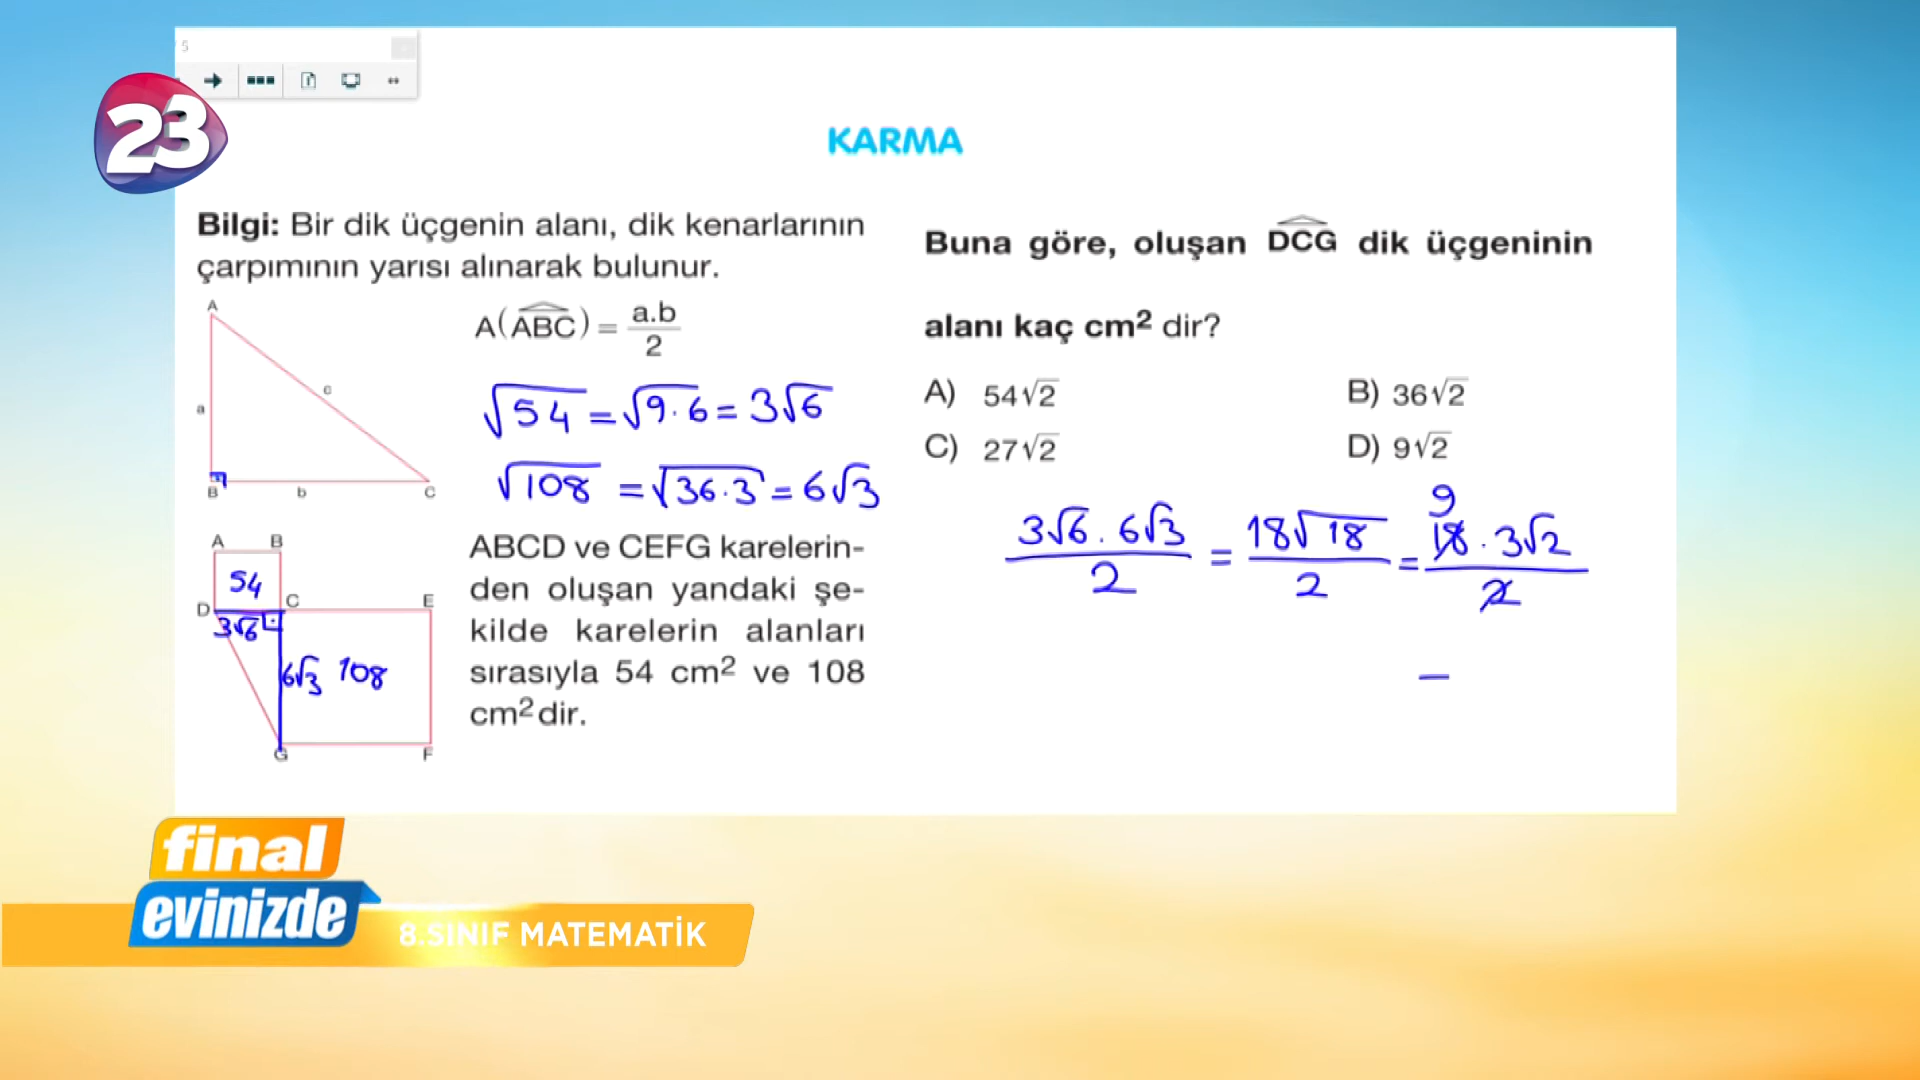 5
23
KARMA
Bilgi: Bir dik üçgenin alanı, dik kenarlarının
çarpımının yarısı alınarak bulunur.
A
a
c
B
b
C
A(ABC) = a.b / 2
√54 = √9.6 = 3√6
√108 = √36.3 = 6√3
A B
54
D C E
3√6
6√3 108
G F
ABCD ve CEFG karelerin-
den oluşan yandaki şe-
kilde karelerin alanları
sırasıyla 54 cm² ve 108
cm² dir.
Buna göre, oluşan DCG dik üçgeninin
alanı kaç cm² dir?
A) 54√2 B) 36√2
C) 27√2 D) 9√2
9
3√6 . 6√3 / 2 = 18√18 / 2 = 18 . 3√2 / 2
final
evinizde
8.SINIF MATEMATİK